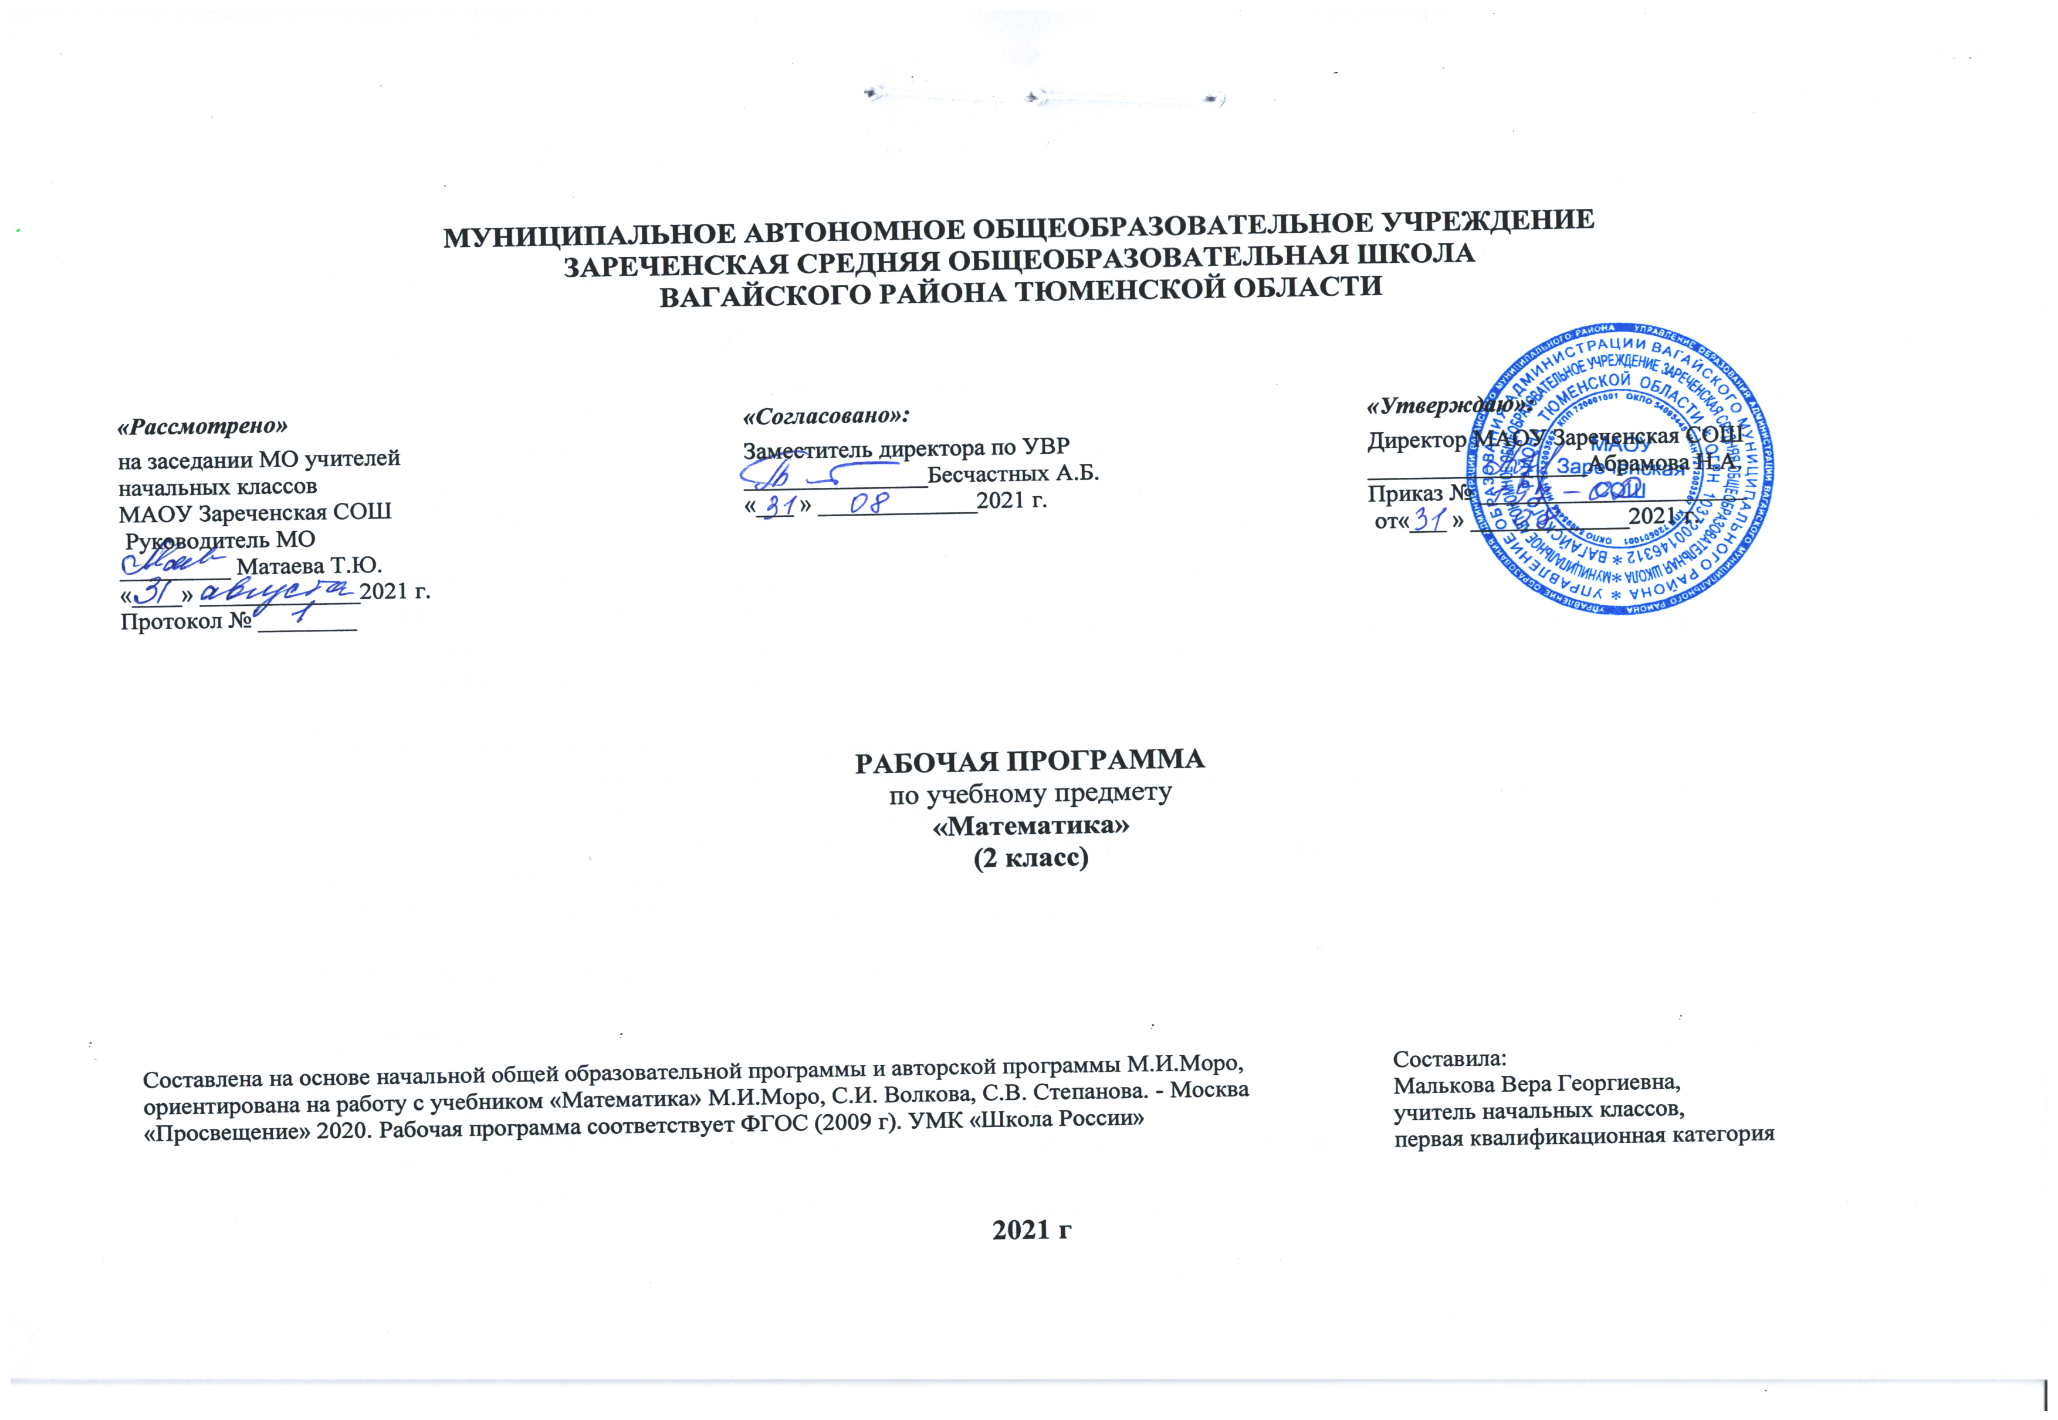 МУНИЦИПАЛЬНОЕ АВТОНОМНОЕ ОБЩЕОБРАЗОВАТЕЛЬНОЕ УЧРЕЖДЕНИЕ
ЗАРЕЧЕНСКАЯ СРЕДНЯЯ ОБЩЕОБРАЗОВАТЕЛЬНАЯ ШКОЛА
ВАГАЙСКОГО РАЙОНА ТЮМЕНСКОЙ ОБЛАСТИ
«Рассмотрено»
на заседании МО учителей
начальных классов
МАОУ Зареченская СОШ
Руководитель МО
Матаева Т.Ю.
«31» августа 2021 г.
Протокол № 1
«Согласовано»:
Заместитель директора по УВР
Бесчастных А.Б.
«31» 08 2021 г.
«Утверждаю»:
Директор МАОУ Зареченская СОШ
Абрамова Н.А.
Приказ №
от«31» 2021 г.
МАОУ
Зареченская
СОШ
РАБОЧАЯ ПРОГРАММА
по учебному предмету
«Математика»
(2 класс)
Составлена на основе начальной общей образовательной программы и авторской программы М.И.Моро,
ориентирована на работу с учебником «Математика» М.И.Моро, С.И. Волкова, С.В. Степанова. - Москва
«Просвещение» 2020. Рабочая программа соответствует ФГОС (2009 г). УМК «Школа России»
Составила:
Малькова Вера Георгиевна,
учитель начальных классов,
первая квалификационная категория
2021 г